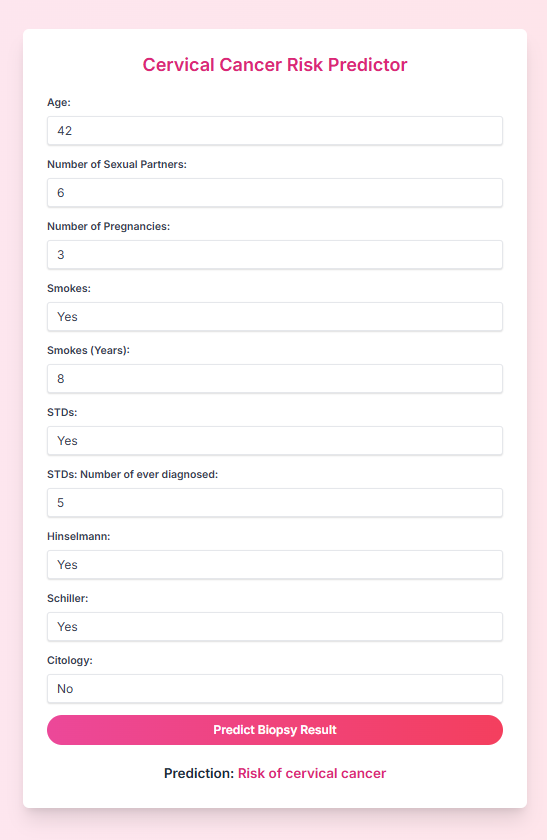 Cervical Cancer Risk Predictor
Age:
42
Number of Sexual Partners:
6
Number of Pregnancies:
3
Smokes:
Yes
Smokes (Years):
8
STDs:
Yes
STDs: Number of ever diagnosed:
5
Hinselmann:
Yes
Schiller:
Yes
Citology:
No
Predict Biopsy Result
Prediction: Risk of cervical cancer